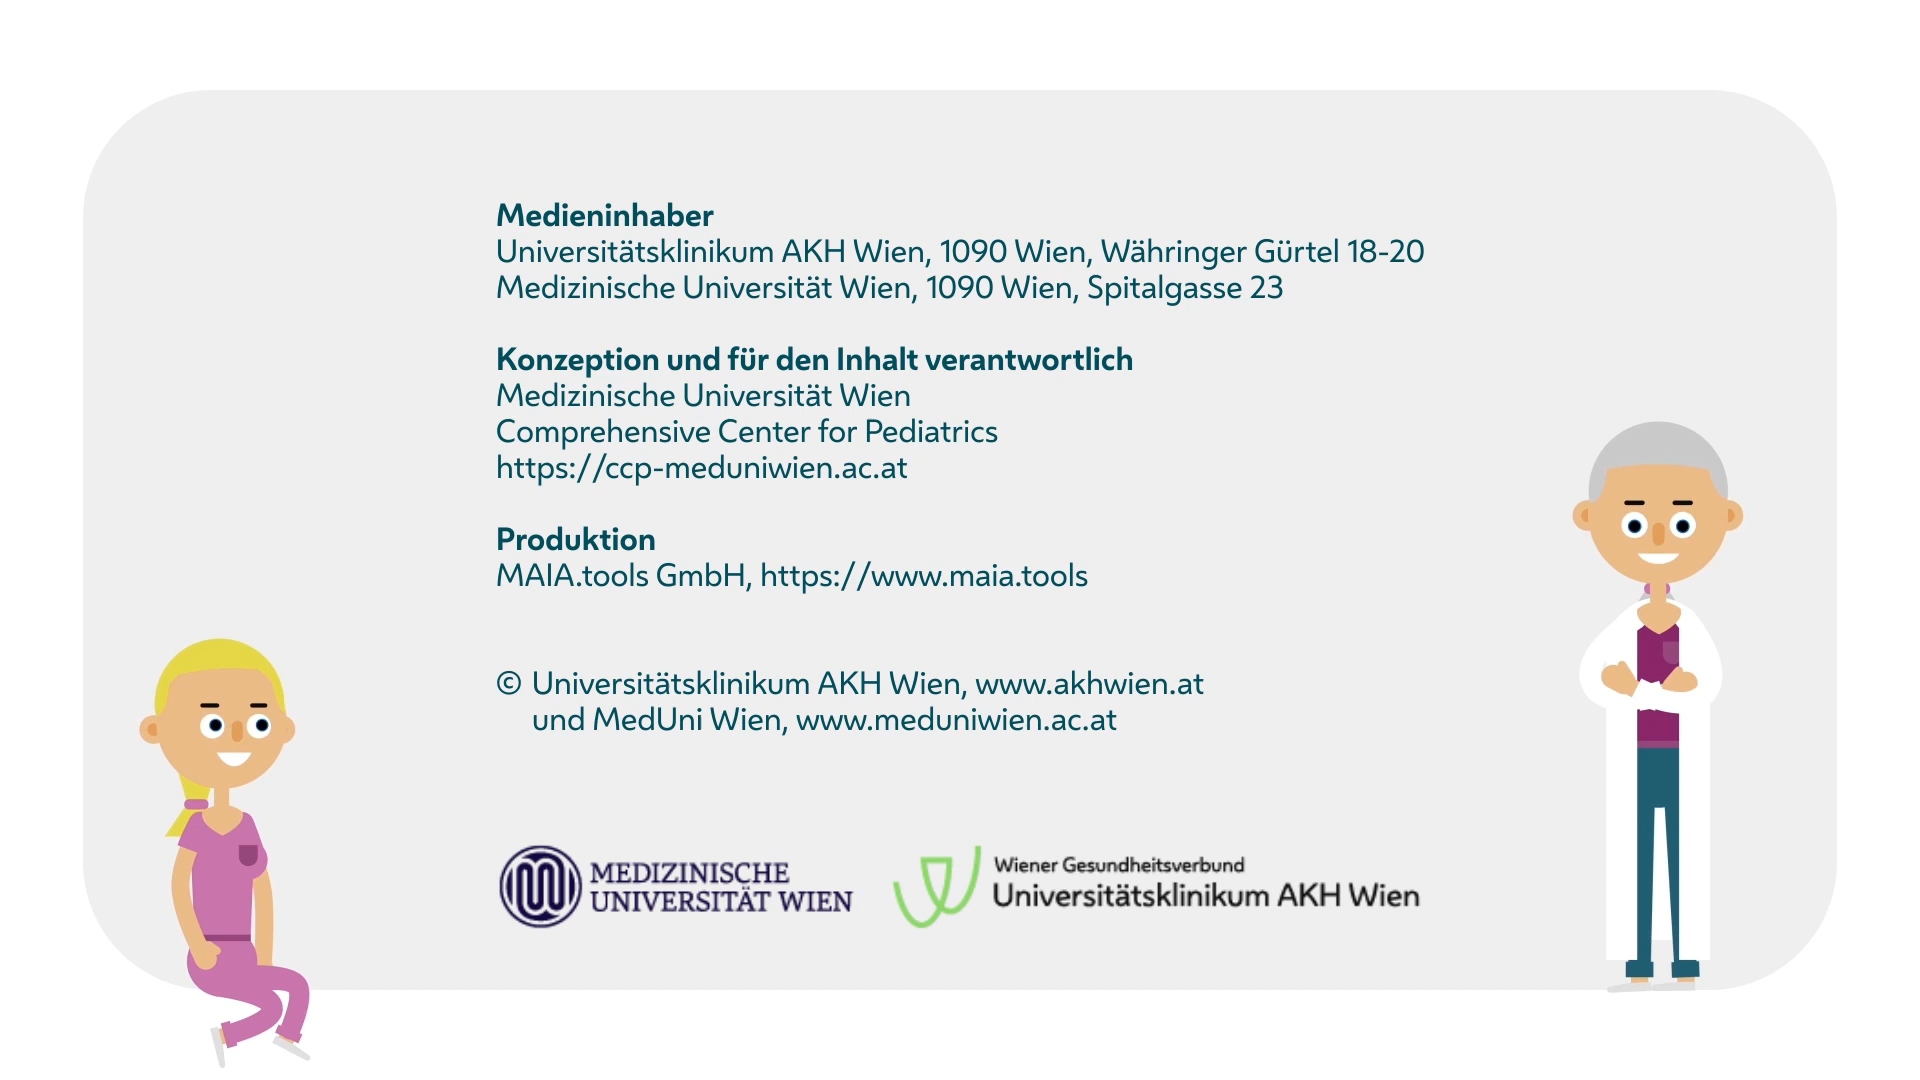 Medieninhaber
Universitätsklinikum AKH Wien, 1090 Wien, Währinger Gürtel 18-20
Medizinische Universität Wien, 1090 Wien, Spitalgasse 23
Konzeption und für den Inhalt verantwortlich
Medizinische Universität Wien
Comprehensive Center for Pediatrics
https://ccp-meduniwien.ac.at
Produktion
MAIA.tools GmbH, https://www.maia.tools
© Universitätsklinikum AKH Wien, www.akhwien.at
und MedUni Wien, www.meduniwien.ac.at
MEDIZINISCHE
UNIVERSITÄT WIEN
Wiener Gesundheitsverbund
Universitätsklinikum AKH Wien